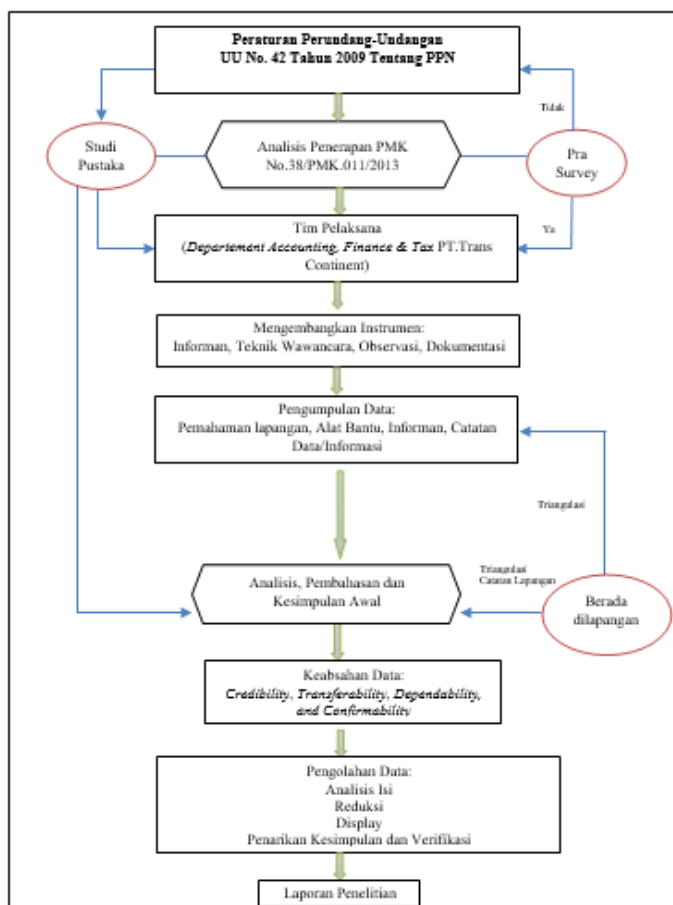 Peraturan Perundang-Undangan
UU No. 42 Tahun 2009 Tentang PPN
Tidak
Studi
Pustaka
Analisis Penerapan PMK
No.38/PMK.011/2013
Pra
Survey
Tim Pelaksana
(Departement Accounting, Finance & Tax PT.Trans
Continent)
Ya
Mengembangkan Instrumen:
Informan, Teknik Wawancara, Observasi, Dokumentasi
Pengumpulan Data:
Pemahaman lapangan, Alat Bantu, Informan, Catatan
Data/Informasi
Triangulasi
Triangulasi
Catatan Lapangan
Analisis, Pembahasan dan
Kesimpulan Awal
Berada
dilapangan
Keabsahan Data:
Credibility, Transferability, Dependability,
and Confirmability
Pengolahan Data:
Analisis Isi
Reduksi
Display
Penarikan Kesimpulan dan Verifikasi
Laporan Penelitian